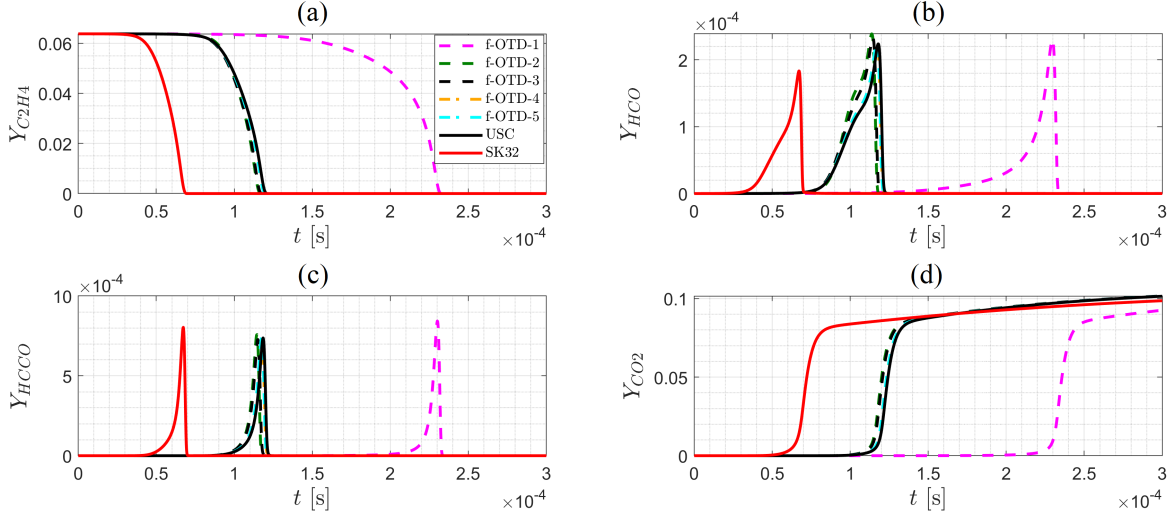 (a)
Y_{C2H4}
0.06
0.04
0.02
0
0 0.5 1 1.5 2 2.5 3
t [s]
×10^{-4}
f-OTD-1
f-OTD-2
f-OTD-3
f-OTD-4
f-OTD-5
USC
SK32
(b)
×10^{-4}
Y_{HCO}
2
1
0
0 0.5 1 1.5 2 2.5 3
t [s]
×10^{-4}
(c)
×10^{-4}
Y_{HCCO}
10
5
0
0 0.5 1 1.5 2 2.5 3
t [s]
×10^{-4}
(d)
Y_{CO2}
0.1
0.05
0
0 0.5 1 1.5 2 2.5 3
t [s]
×10^{-4}